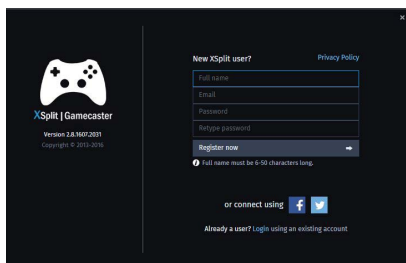 XSplit | Gamecaster
Version 2.8.1607.2031
Copyright © 2013-2016
New XSplit user?
Privacy Policy
Full name
Email
Password
Retype password
Register now
Full name must be 6-50 characters long.
or connect using
Already a user? Login using an existing account